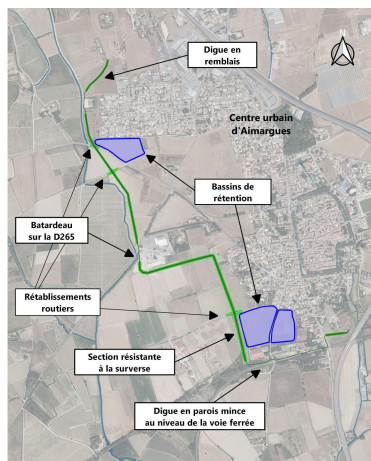 Digue en
remblais
Centre urbain
d'Aimargues
Bassins de
rétention
Batardeau
sur la D265
Rétablissements
routiers
Section résistante
à la surverse
Digue en parois mince
au niveau de la voie ferrée